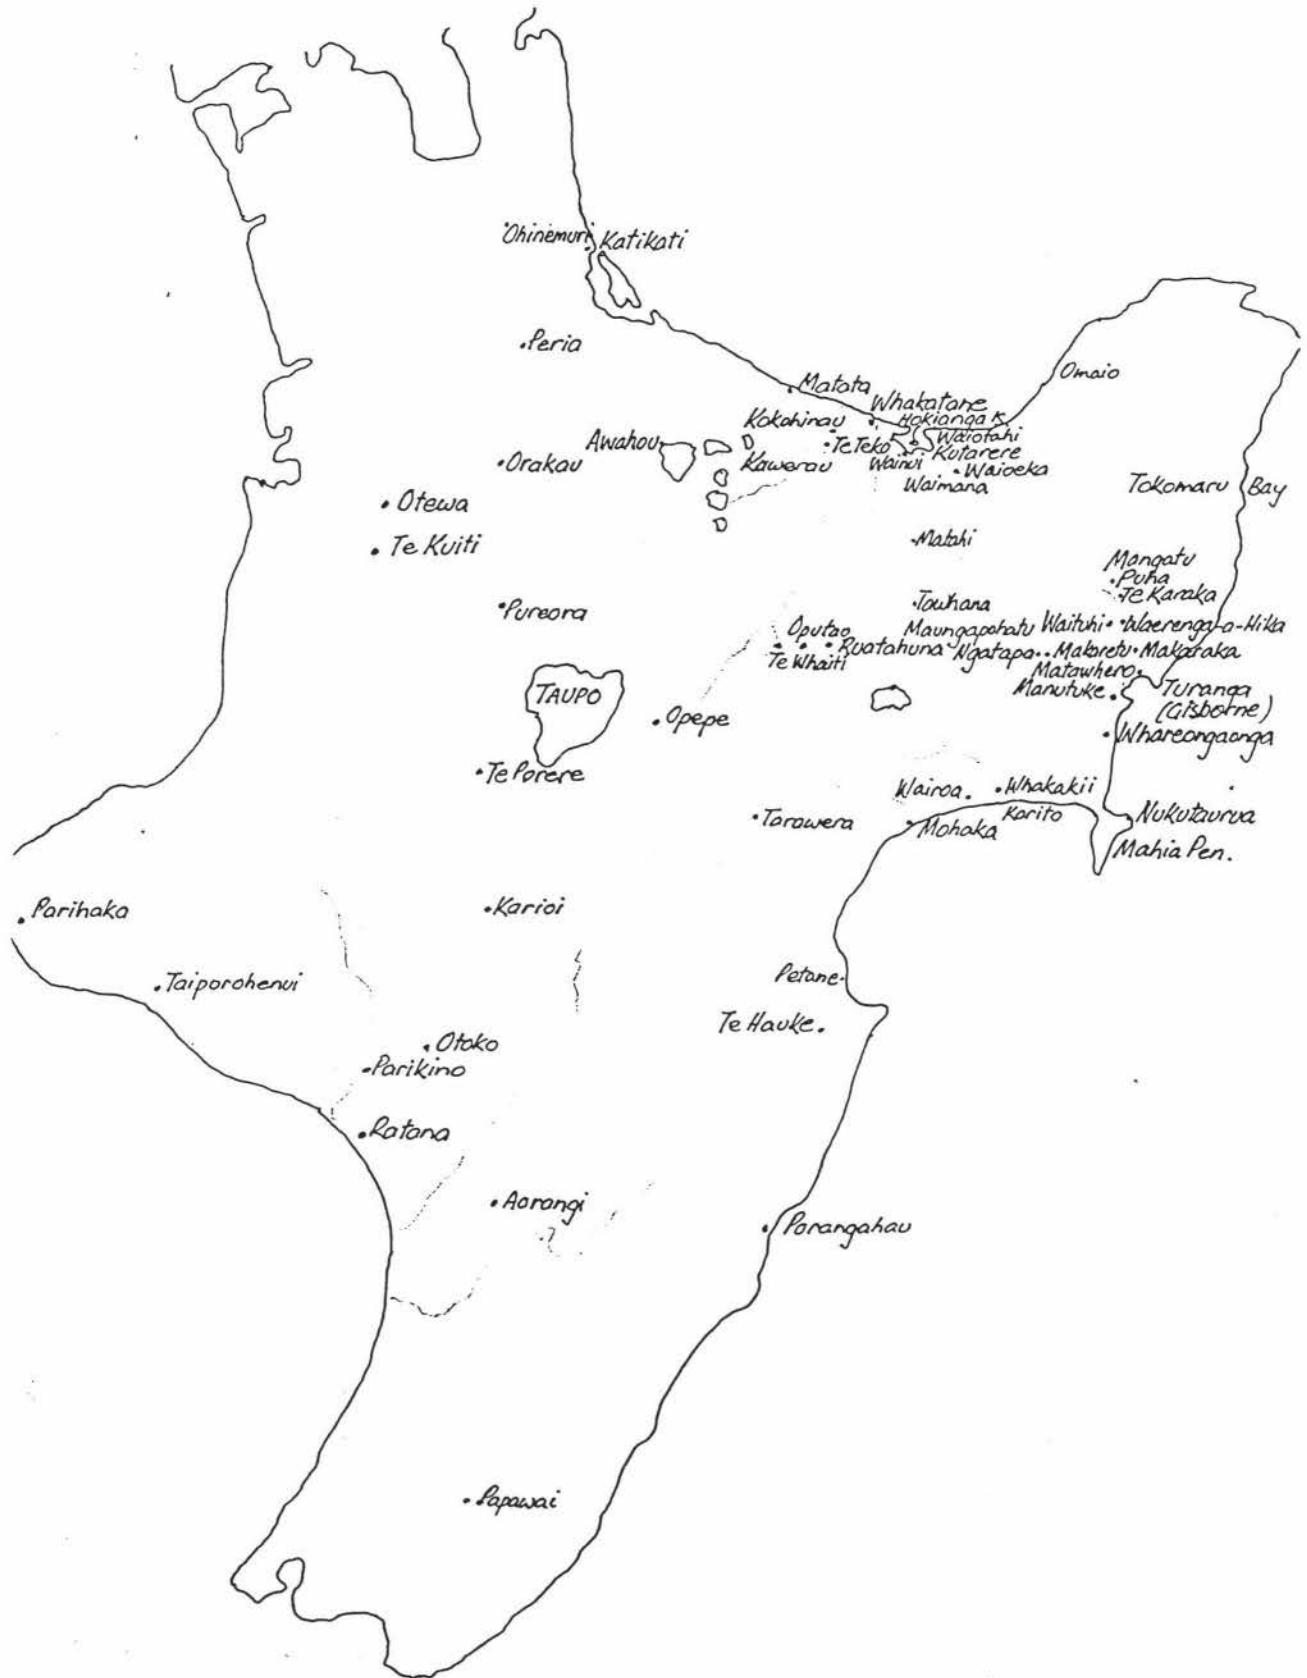 Ohinemuri
Katikati
Peria
Omaio
Matata
Whakatane
Kokohinau
Hokianga Is.
Waiotahi
Awahou
Te Teko
Kutarere
Orakau
Kawerau
Wainui
Waioeka
Waimana
Tokomaru Bay
Otewa
Te Kuiti
Matahi
Mangatu
Puha
Te Karaka
Pureora
Tauhana
Oputao
Maungapohatu
Waituhi
Waerenga-a-Hika
Ruatahuna
Ngatapa
Makaretu
Makaraka
Te Whaiti
Matawhero
TAUPO
Manutuke
Turanga
(Gisborne)
Opepe
Whareongaonga
Te Porere
Wairoa
Whakakii
Tarawera
Mohaka
Korito
Nukutaurua
Mahia Pen.
Parihaka
Karioi
Taiporohenui
Petane
Te Hauke
Otoko
Parikino
Ratana
Aorangi
Porangahau
Papawai